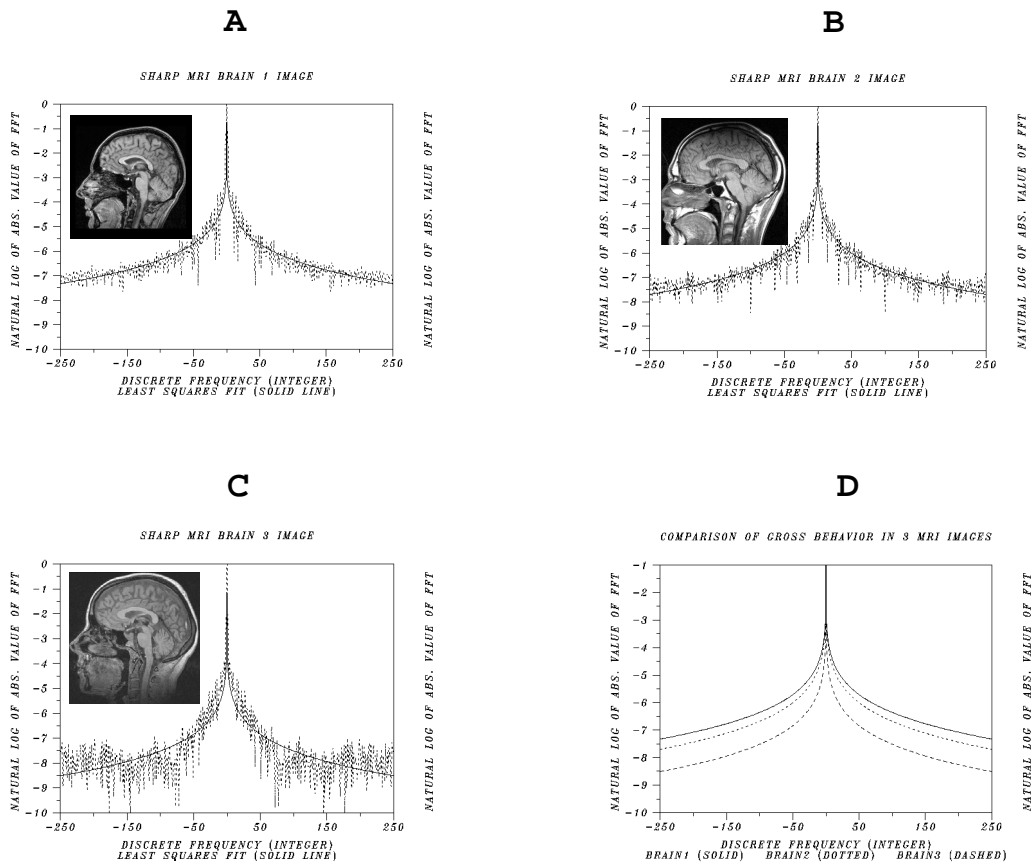 A
SHARP MRI BRAIN 1 IMAGE
NATURAL LOG OF ABS. VALUE OF FFT
0
-1
-2
-3
-4
-5
-6
-7
-8
-9
-10
-250
-150
-50
50
150
250
NATURAL LOG OF ABS. VALUE OF FFT
DISCRETE FREQUENCY (INTEGER)
LEAST SQUARES FIT (SOLID LINE)
B
SHARP MRI BRAIN 2 IMAGE
NATURAL LOG OF ABS. VALUE OF FFT
0
-1
-2
-3
-4
-5
-6
-7
-8
-9
-10
-250
-150
-50
50
150
250
NATURAL LOG OF ABS. VALUE OF FFT
DISCRETE FREQUENCY (INTEGER)
LEAST SQUARES FIT (SOLID LINE)
C
SHARP MRI BRAIN 3 IMAGE
NATURAL LOG OF ABS. VALUE OF FFT
0
-1
-2
-3
-4
-5
-6
-7
-8
-9
-10
-250
-150
-50
50
150
250
NATURAL LOG OF ABS. VALUE OF FFT
DISCRETE FREQUENCY (INTEGER)
LEAST SQUARES FIT (SOLID LINE)
D
COMPARISON OF GROSS BEHAVIOR IN 3 MRI IMAGES
NATURAL LOG OF ABS. VALUE OF FFT
-1
-2
-3
-4
-5
-6
-7
-8
-9
-10
-250
-150
-50
50
150
250
NATURAL LOG OF ABS. VALUE OF FFT
DISCRETE FREQUENCY (INTEGER)
BRAIN1 (SOLID) BRAIN2 (DOTTED) BRAIN3 (DASHED)